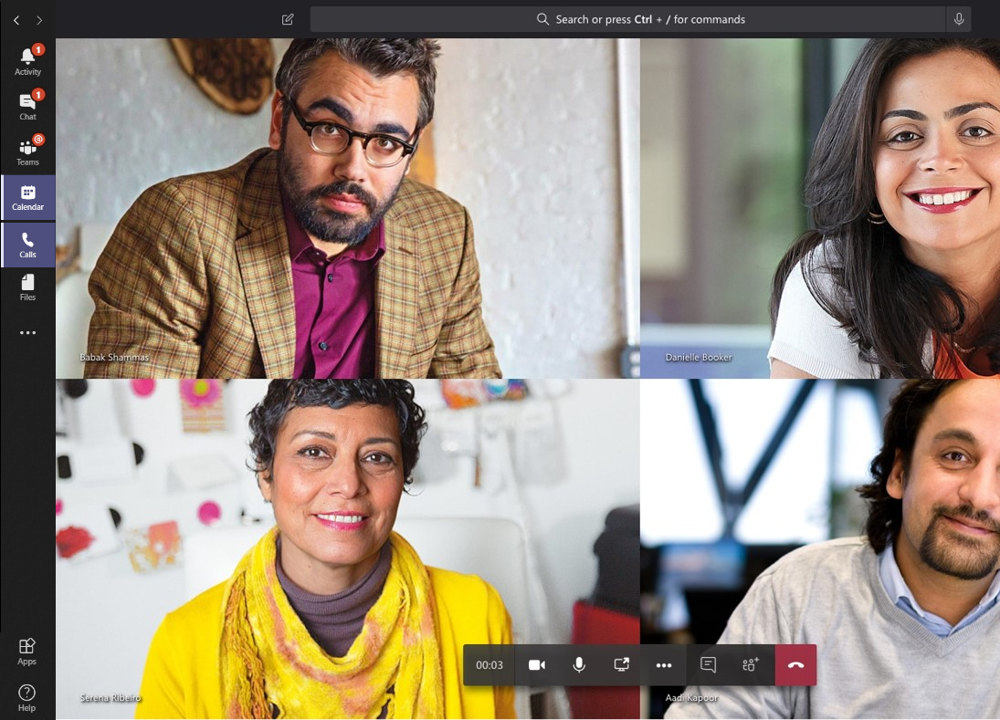 Search or press Ctrl + / for commands
1
Activity
1
Chat
@
Teams
Calendar
Calls
Files
Babak Shammas
Danielle Booker
Serena Ribeiro
Aadi Kapoor
00:03
Apps
?
Help